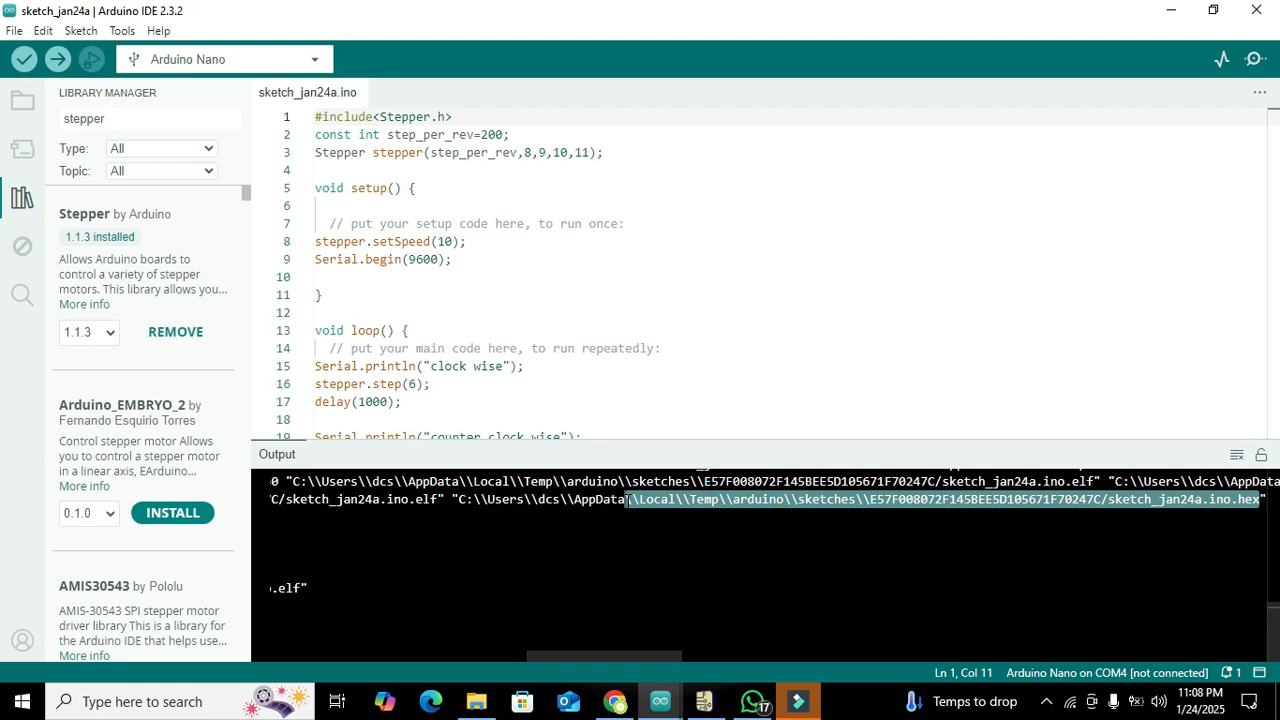 sketch_jan24a | Arduino IDE 2.3.2
File Edit Sketch Tools Help
Arduino Nano
LIBRARY MANAGER
stepper
Type: All
Topic: All
Stepper by Arduino
1.1.3 installed
Allows Arduino boards to
control a variety of stepper
motors. This library allows you...
More info
1.1.3 REMOVE
Arduino_EMBRYO_2 by
Fernando Esquirio Torres
Control stepper motor Allows
you to control a stepper motor
in a linear axis, EArduino...
More info
0.1.0 INSTALL
AMIS30543 by Pololu
AMIS-30543 SPI stepper motor
driver library This is a library for
the Arduino IDE that helps use...
More info
sketch_jan24a.ino
1 #include<Stepper.h>
2 const int step_per_rev=200;
3 Stepper stepper(step_per_rev,8,9,10,11);
4
5 void setup() {
6
7 // put your setup code here, to run once:
8 stepper.setSpeed(10);
9 Serial.begin(9600);
10
11 }
12
13 void loop() {
14 // put your main code here, to run repeatedly:
15 Serial.println("clock wise");
16 stepper.step(6);
17 delay(1000);
18
19 Serial.println("counter clock wise");
Output
0 "C:\\Users\\dcs\\AppData\\Local\\Temp\\arduino\\sketches\\E57F008072F145BEE5D105671F70247C/sketch_jan24a.ino.elf" "C:\\Users\\dcs\\AppData
C/sketch_jan24a.ino.elf" "C:\\Users\\dcs\\AppData\\Local\\Temp\\arduino\\sketches\\E57F008072F145BEE5D105671F70247C/sketch_jan24a.ino.hex"
.elf"
Ln 1, Col 11 Arduino Nano on COM4 [not connected] 1
Type here to search
17
Temps to drop
11:08 PM
1/24/2025